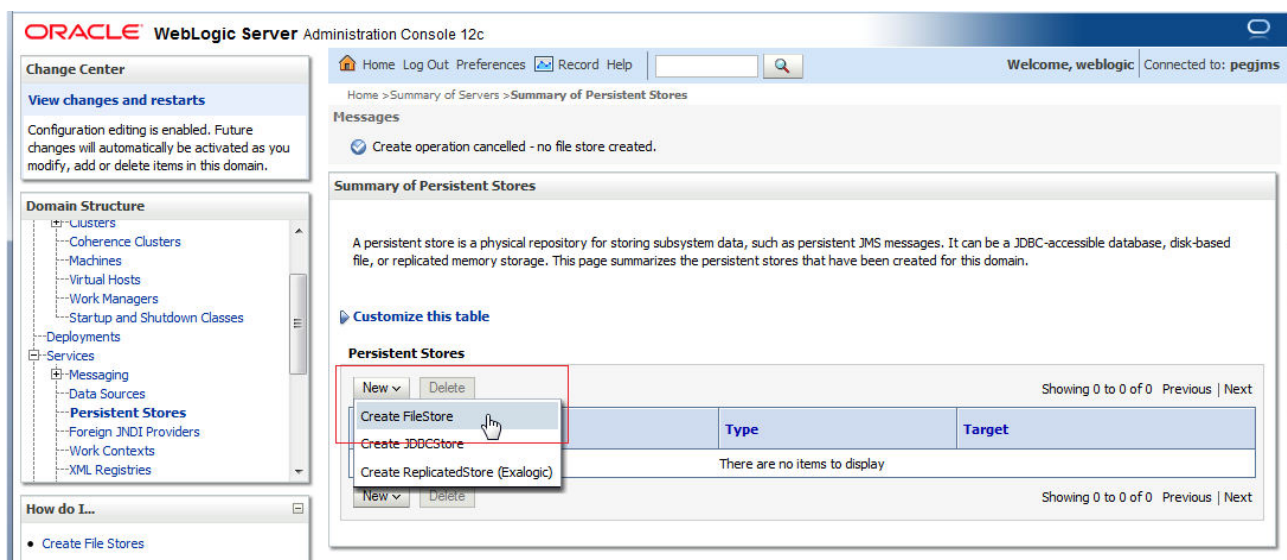 ORACLE WebLogic Server Administration Console 12c
Change Center
View changes and restarts
Configuration editing is enabled. Future
changes will automatically be activated as you
modify, add or delete items in this domain.
Domain Structure
Clusters
Coherence Clusters
Machines
Virtual Hosts
Work Managers
Startup and Shutdown Classes
Deployments
Services
Messaging
Data Sources
Persistent Stores
Foreign JNDI Providers
Work Contexts
XML Registries
How do I...
Create File Stores
Home Log Out Preferences Record Help
Welcome, weblogic Connected to: pegjms
Home >Summary of Servers >Summary of Persistent Stores
Messages
Create operation cancelled - no file store created.
Summary of Persistent Stores
A persistent store is a physical repository for storing subsystem data, such as persistent JMS messages. It can be a JDBC-accessible database, disk-based
file, or replicated memory storage. This page summarizes the persistent stores that have been created for this domain.
Customize this table
Persistent Stores
New Delete
Showing 0 to 0 of 0 Previous | Next
Create FileStore
Create JDBCStore
Create ReplicatedStore (Exalogic)
Type Target
There are no items to display
New Delete
Showing 0 to 0 of 0 Previous | Next